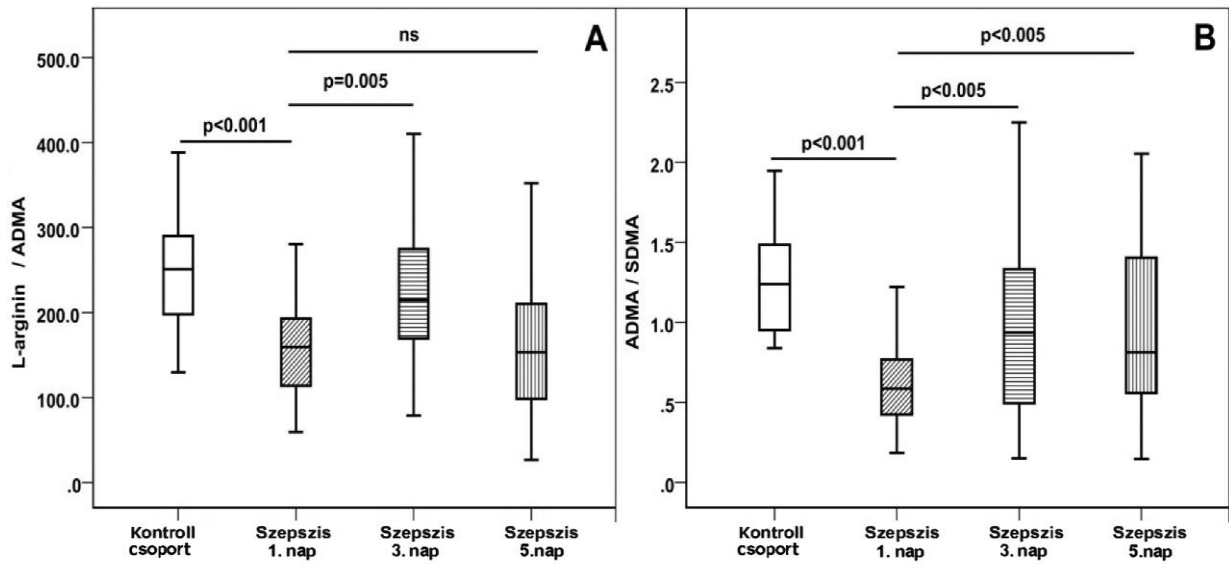 A
ns
p=0.005
p<0.001
500.0
400.0
300.0
200.0
100.0
.0
L-arginin / ADMA
Kontroll
csoport
Szepszis
1. nap
Szepszis
3. nap
Szepszis
5.nap
B
p<0.005
p<0.005
p<0.001
2.5
2.0
1.5
1.0
.5
.0
ADMA / SDMA
Kontroll
csoport
Szepszis
1. nap
Szepszis
3. nap
Szepszis
5.nap